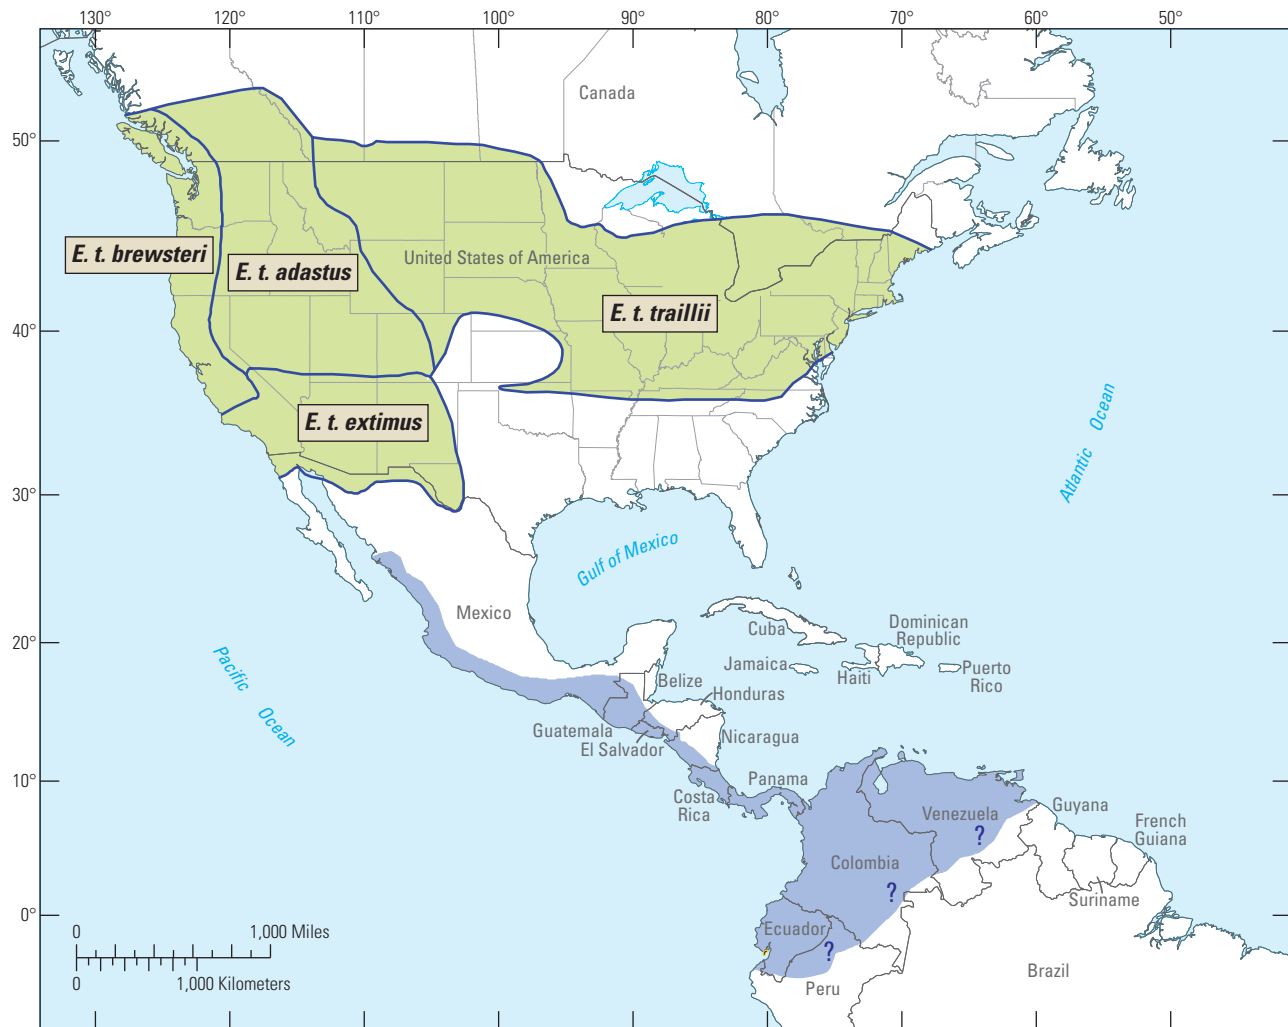 130°
120°
110°
100°
90°
80°
70°
60°
50°
Canada
50°
E. t. brewsteri
E. t. adastus
United States of America
E. t. traillii
40°
E. t. extimus
Atlantic Ocean
30°
Gulf of Mexico
Mexico
Cuba
Dominican
Republic
20°
Jamaica
Haiti
Puerto
Rico
Pacific
Ocean
Belize
Honduras
Guatemala
El Salvador
Nicaragua
10°
Panama
Costa
Rica
Venezuela
?
Guyana
French
Guiana
Colombia
?
Suriname
0°
Ecuador
?
0
1,000 Miles
0
1,000 Kilometers
Peru
Brazil